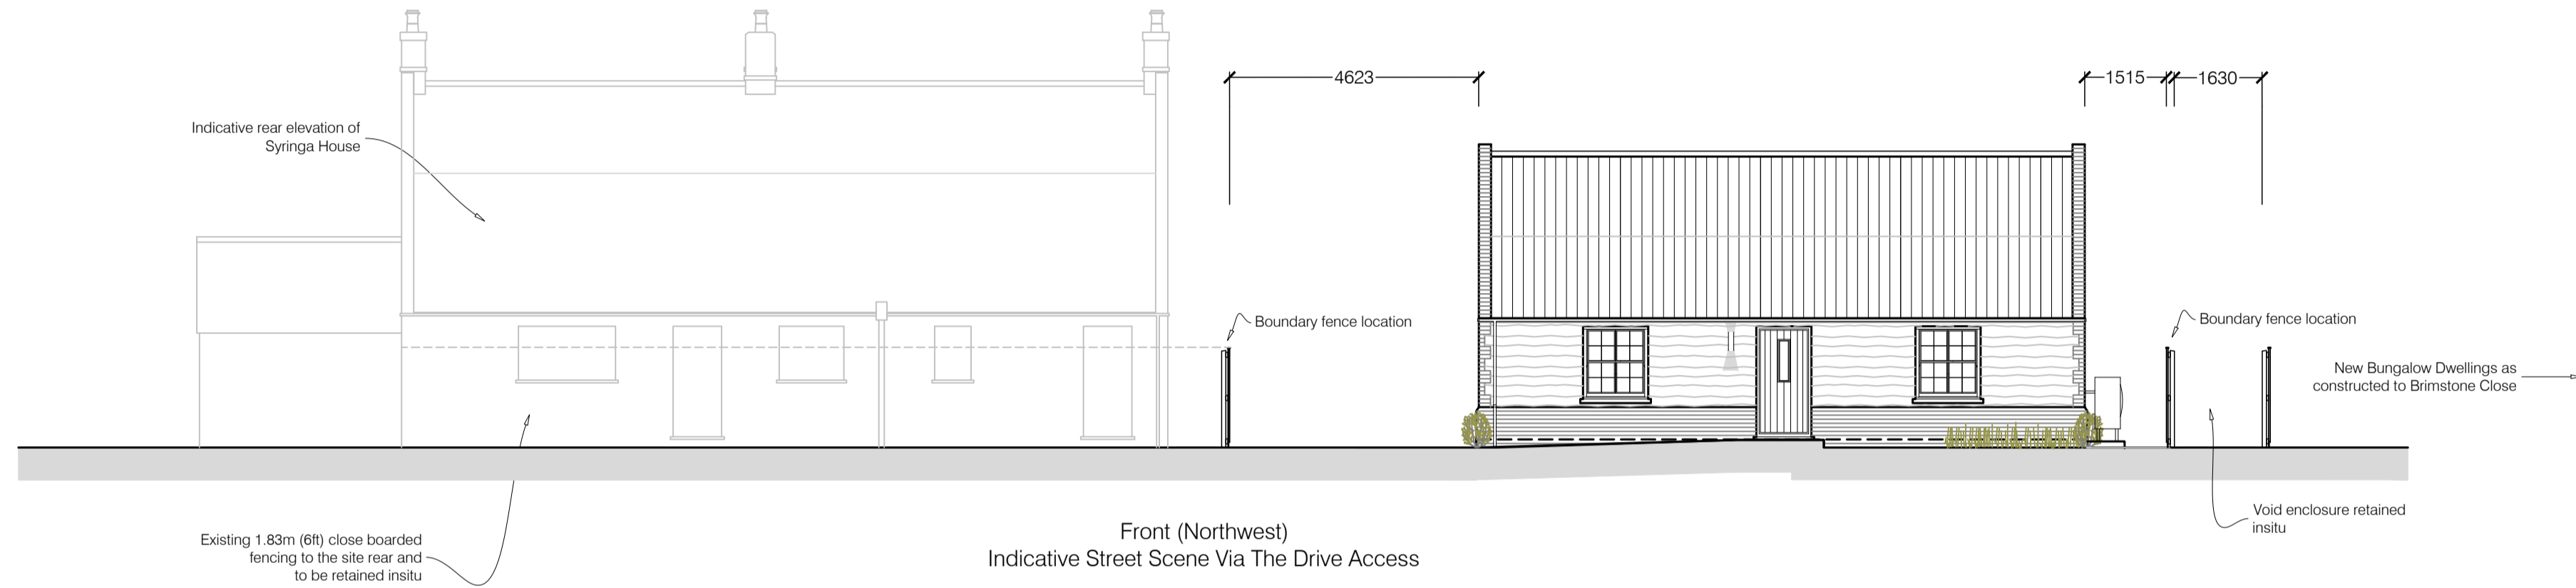 4623
1515
1630
Indicative rear elevation of
Syringa House
Boundary fence location
Boundary fence location
New Bungalow Dwellings as
constructed to Brimstone Close
Void enclosure retained
insitu
Existing 1.83m (6ft) close boarded
fencing to the site rear and
to be retained insitu
Front (Northwest)
Indicative Street Scene Via The Drive Access